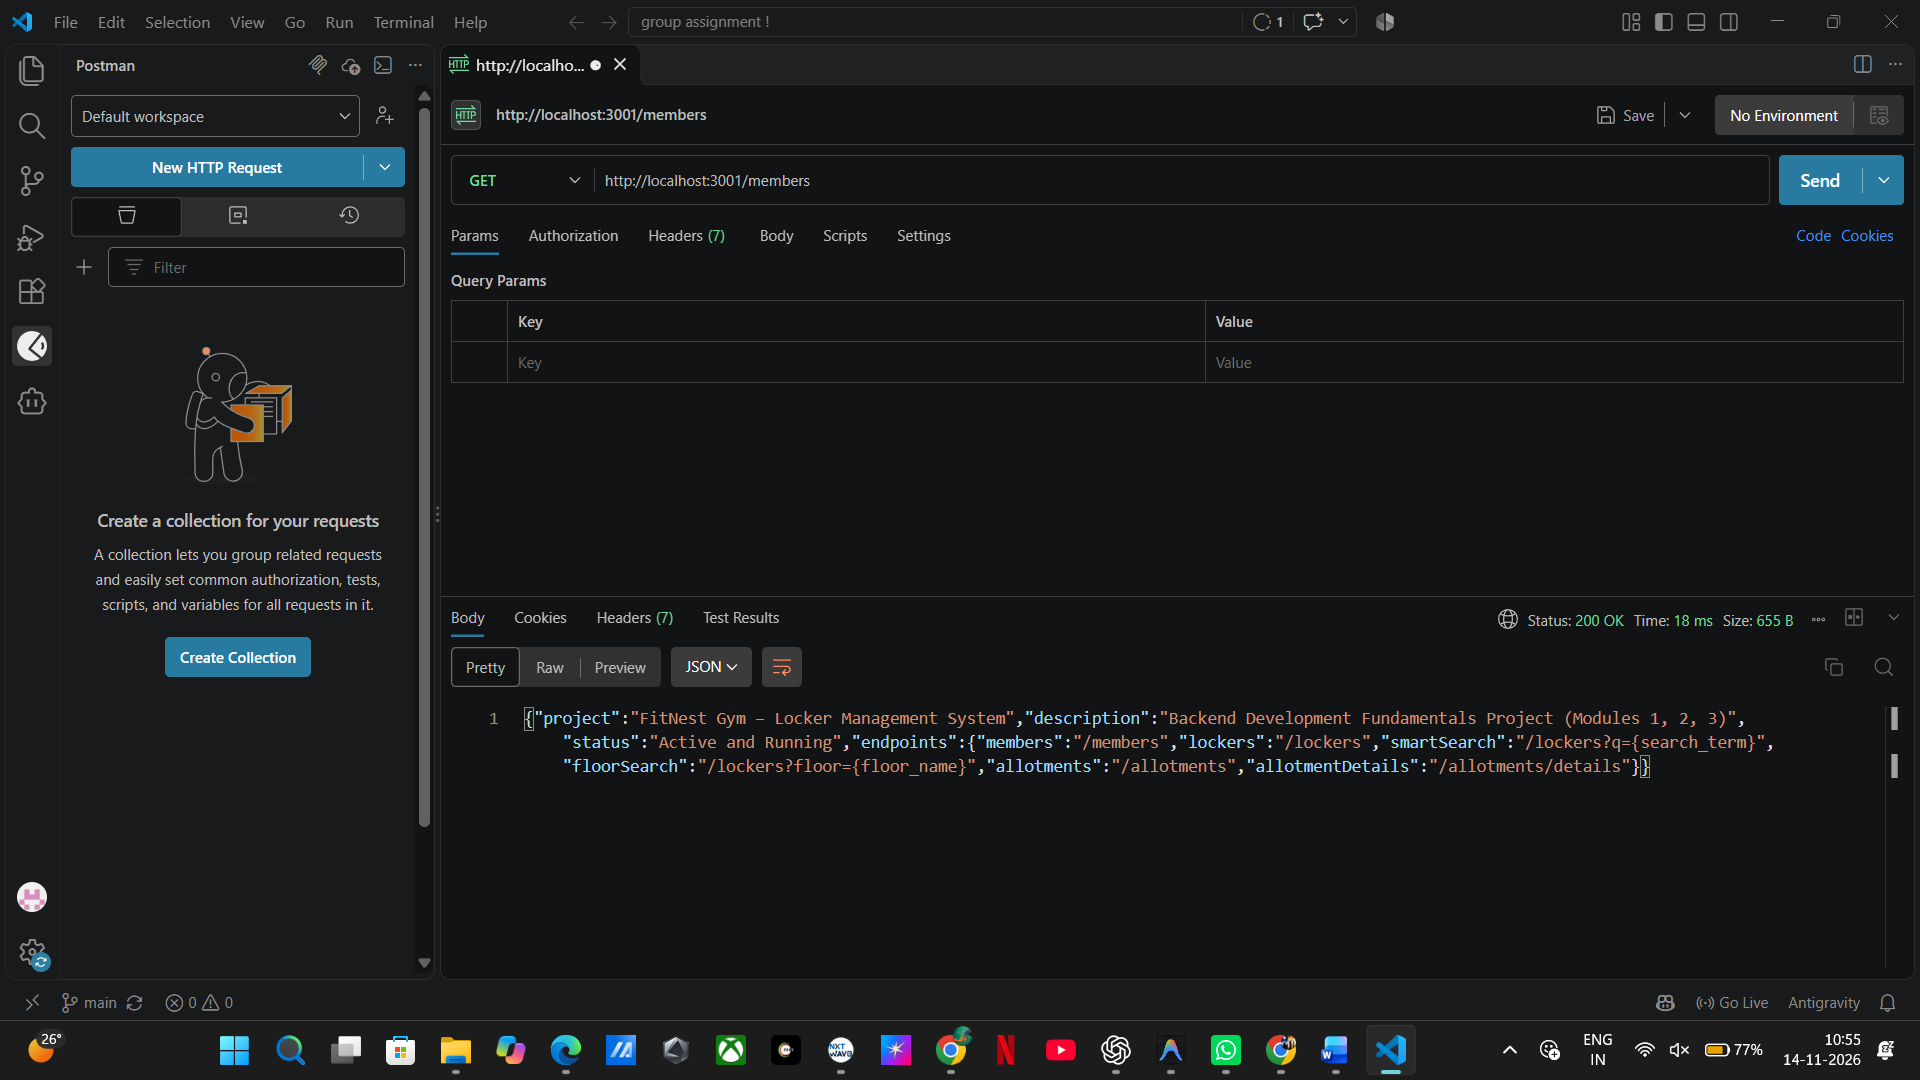 File Edit Selection View Go Run Terminal Help
group assignment !
1
Postman
Default workspace
New HTTP Request
Filter
Create a collection for your requests
A collection lets you group related requests
and easily set common authorization, tests,
scripts, and variables for all requests in it.
Create Collection
HTTP http://localho...
HTTP http://localhost:3001/members
Save
No Environment
GET http://localhost:3001/members
Send
Params Authorization Headers (7) Body Scripts Settings
Code Cookies
Query Params
Key Value
Key Value
Body Cookies Headers (7) Test Results
Status: 200 OK Time: 18 ms Size: 655 B
Pretty Raw Preview JSON
1 {"project":"FitNest Gym – Locker Management System","description":"Backend Development Fundamentals Project (Modules 1, 2, 3)",
"status":"Active and Running","endpoints":{"members":"/members","lockers":"/lockers","smartSearch":"/lockers?q={search_term}",
"floorSearch":"/lockers?floor={floor_name}","allotments":"/allotments","allotmentDetails":"/allotments/details"}}
main 0 0
Go Live Antigravity
26°
NXT
WAVE
ENG
IN
77%
10:55
14-11-2026